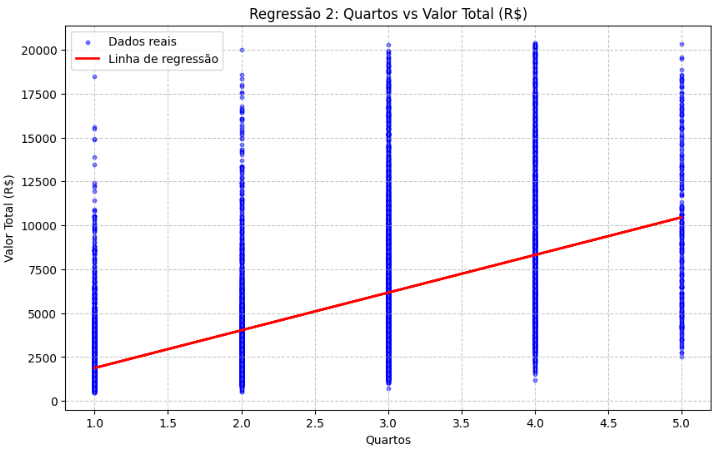 Regressão 2: Quartos vs Valor Total (R$)
Dados reais
Linha de regressão
Valor Total (R$)
20000
17500
15000
12500
10000
7500
5000
2500
0
1.0 1.5 2.0 2.5 3.0 3.5 4.0 4.5 5.0
Quartos